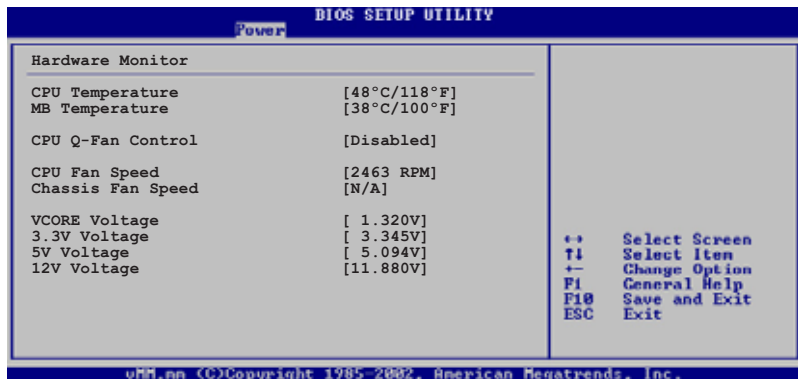 BIOS SETUP UTILITY
Power
Hardware Monitor
CPU Temperature [48°C/118°F]
MB Temperature [38°C/100°F]
CPU Q-Fan Control [Disabled]
CPU Fan Speed [2463 RPM]
Chassis Fan Speed [N/A]
VCORE Voltage [ 1.320V]
3.3V Voltage [ 3.345V]
5V Voltage [ 5.094V]
12V Voltage [11.880V]
←→ Select Screen
↑↓ Select Item
+- Change Option
F1 General Help
F10 Save and Exit
ESC Exit
vMM.mm (C)Copyright 1985-2002, American Megatrends, Inc.